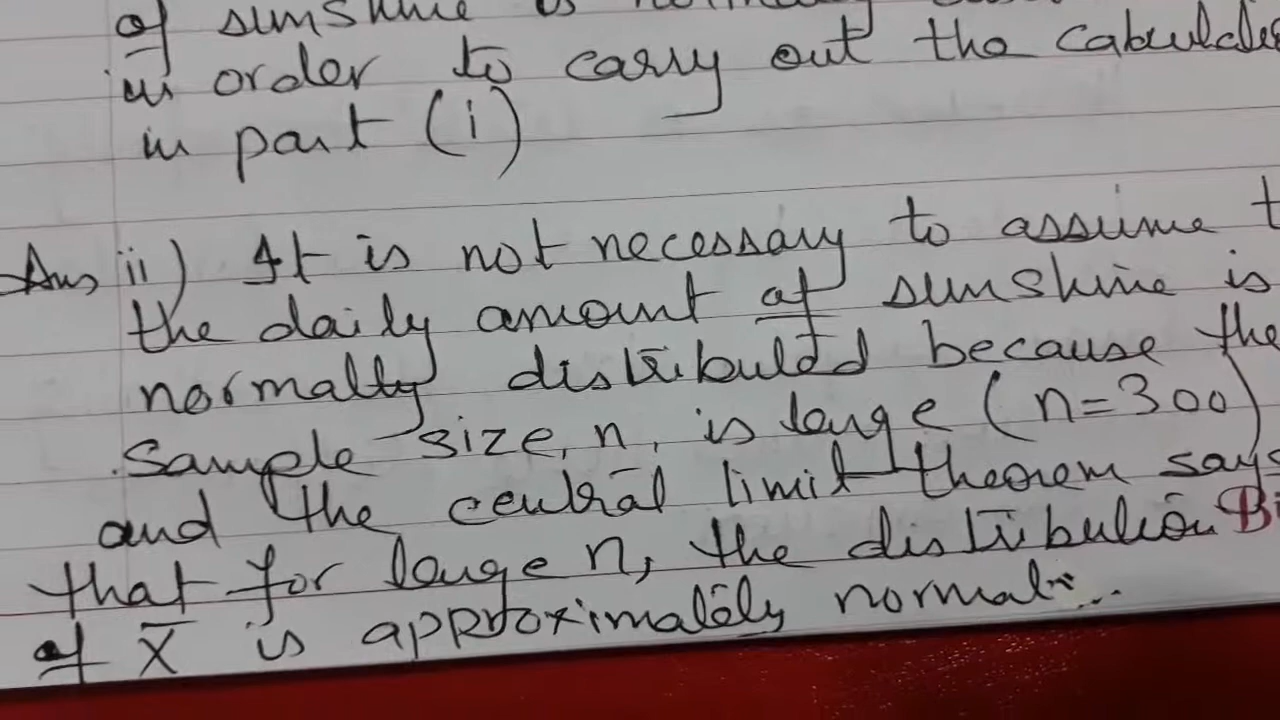 of sunshine is
in order to carry out the
in part (i)
Ans ii) It is not necessary to assume t
the daily amount of sunshine is
normally distributed because the
Sample size, n, is large (n=300)
and the central limit theorem says
that for large n, the distribution
of X̄ is approximately normal.